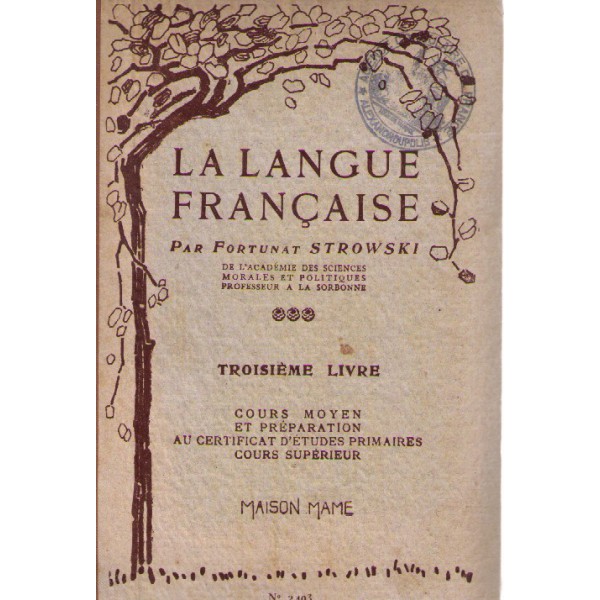 ALEXANDROUPOLIS
LA LANGUE
FRANÇAISE
PAR FORTUNAT STROWSKI
DE L'ACADÉMIE DES SCIENCES
MORALES ET POLITIQUES
PROFESSEUR A LA SORBONNE
TROISIÈME LIVRE
COURS MOYEN
ET PRÉPARATION
AU CERTIFICAT D'ÉTUDES PRIMAIRES
COURS SUPÉRIEUR
MAISON MAME